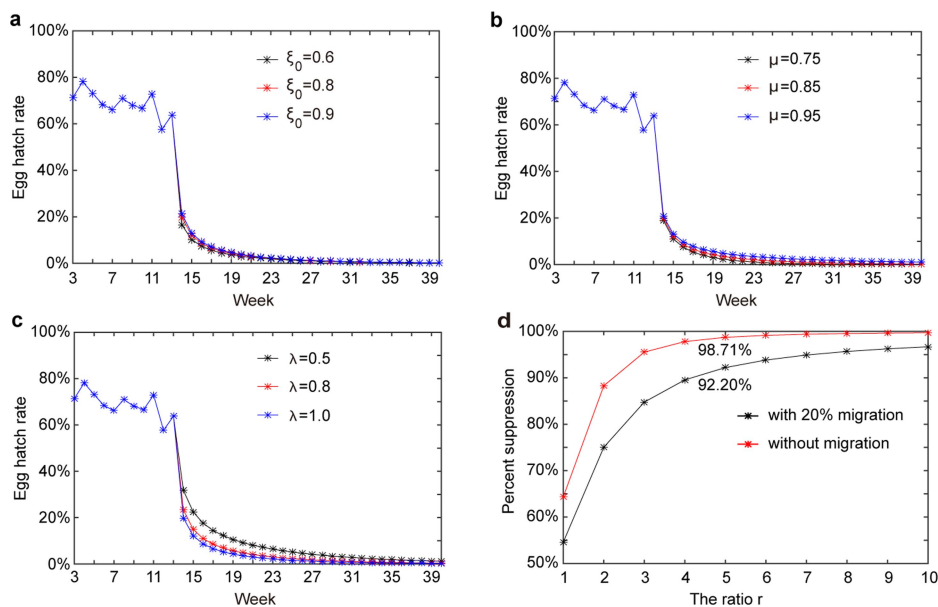 a
100%
80%
60%
40%
20%
0%
Egg hatch rate
3 7 11 15 19 23 27 31 35 39
Week
ξ0=0.6
ξ0=0.8
ξ0=0.9
b
100%
80%
60%
40%
20%
0%
Egg hatch rate
3 7 11 15 19 23 27 31 35 39
Week
μ=0.75
μ=0.85
μ=0.95
c
100%
80%
60%
40%
20%
0%
Egg hatch rate
3 7 11 15 19 23 27 31 35 39
Week
λ=0.5
λ=0.8
λ=1.0
d
100%
90%
80%
70%
60%
50%
Percent suppression
98.71%
92.20%
with 20% migration
without migration
1 2 3 4 5 6 7 8 9 10
The ratio r